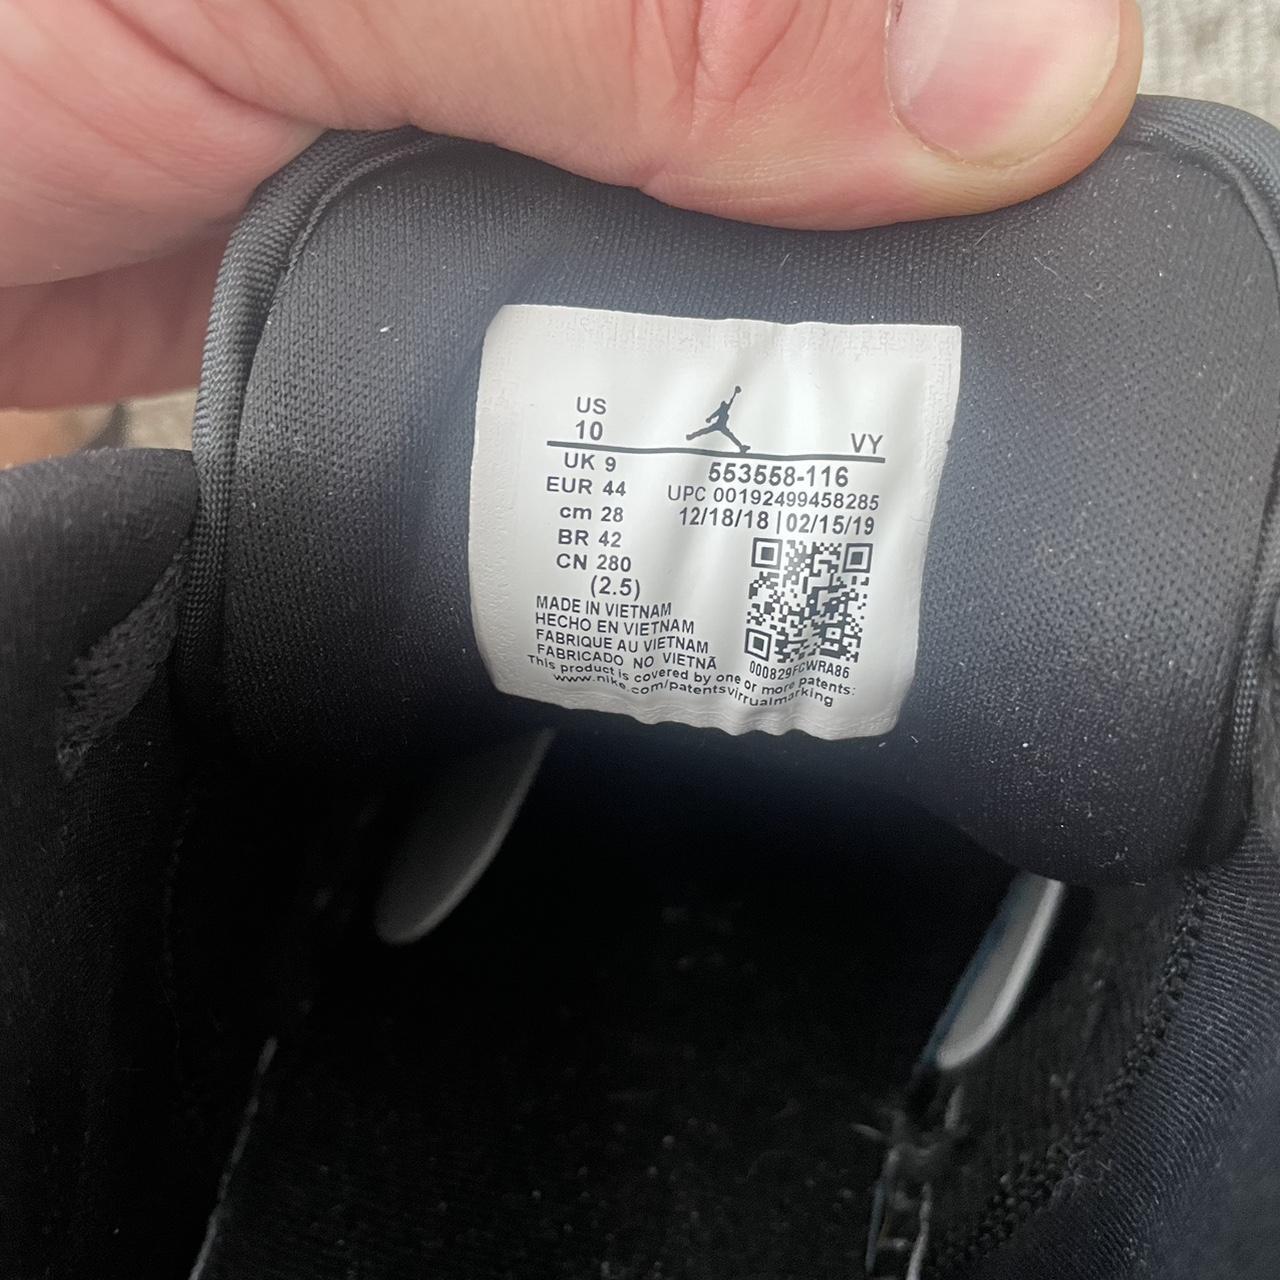 US
10
VY
UK 9
553558-116
EUR 44
UPC 00192499458285
cm 28
12/18/18 | 02/15/19
BR 42
CN 280
(2.5)
MADE IN VIETNAM
HECHO EN VIETNAM
FABRIQUE AU VIETNAM
FABRICADO NO VIETNÃ
000829FCWRA86
This product is covered by one or more patents:
www.nike.com/patentsvirrualmarking